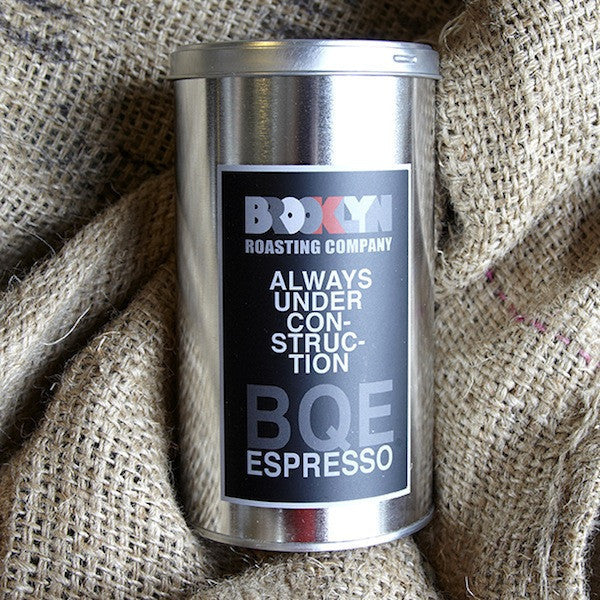 BROOKLYN
ROASTING COMPANY
ALWAYS
UNDER
CON-
STRUC-
TION
BQE
ESPRESSO